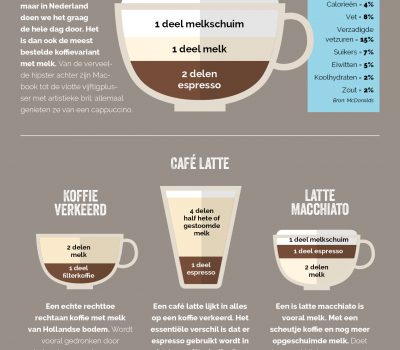 maar in Nederland
doen we het graag
de hele dag door. Het
is dan ook de meest
bestelde koffievariant
met melk. Van de verveel-
de hipster achter zijn Mac-
book tot de vlotte vijftigplus-
ser met artistieke bril: allemaal
genieten ze van een cappuccino.
1 deel melkschuim
1 deel melk
2 delen
espresso
Calorieën = 4%
Vet = 8%
Verzadigde
vetzuren = 15%
Suikers = 7%
Eiwitten = 5%
Koolhydraten = 2%
Zout = 2%
Bron: McDonalds
KOFFIE
VERKEERD
2 delen
melk
1 deel
filterkoffie
Een echte rechttoe
rechtaan koffie met melk
van Hollandse bodem. Wordt
vooral gedronken door
CAFÉ LATTE
4 delen
half hete of
gestoomde
melk
1 deel
espresso
Een café latte lijkt in alles
op een koffie verkeerd. Het
essentiële verschil is dat er
espresso gebruikt wordt in
LATTE
MACCHIATO
1 deel melkschuim
1 deel espresso
2 delen
melk
Een is latte macchiato is
vooral melk. Met een
scheutje koffie en nog meer
opgeschuimde melk. Door